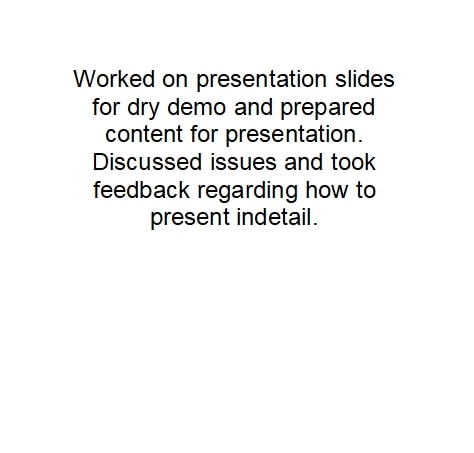 Worked on presentation slides
for dry demo and prepared
content for presentation.
Discussed issues and took
feedback regarding how to
present indetail.